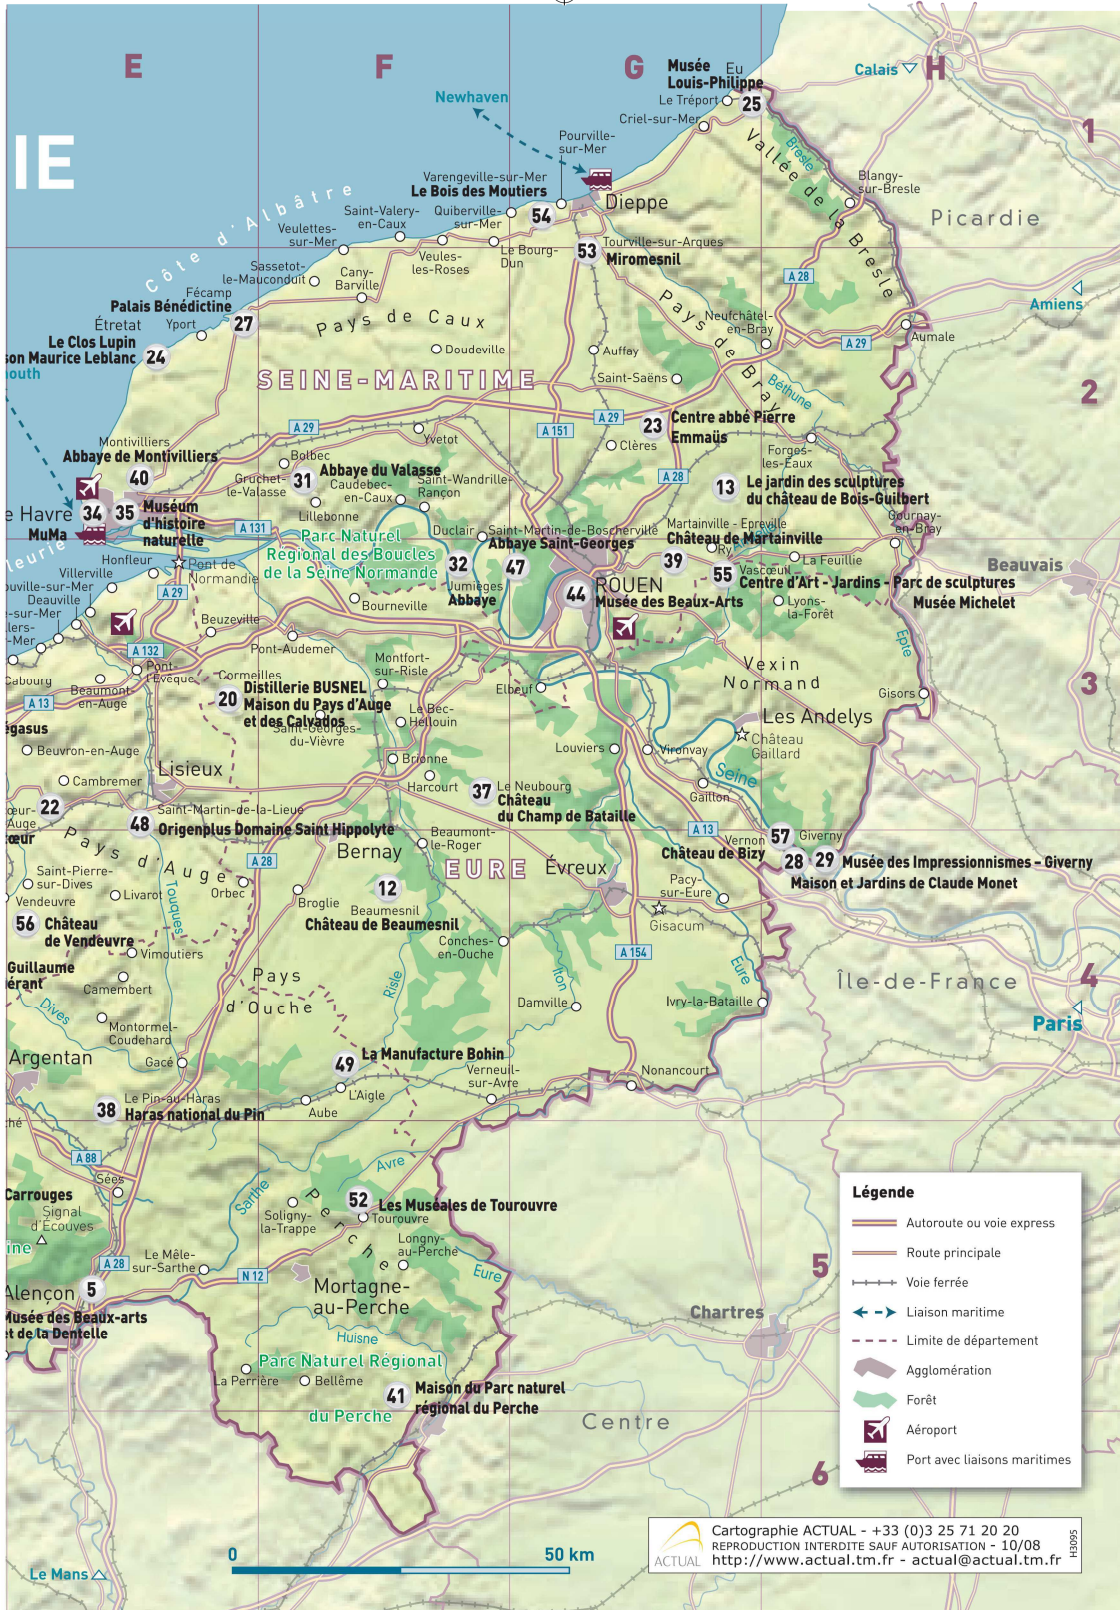 E
F
G
H
1
2
3
4
5
6
IE
Calais
Newhaven
Musée
Louis-Philippe
Eu
Le Tréport
25
Criel-sur-Mer
Pourville-
sur-Mer
Varengeville-sur-Mer
Le Bois des Moutiers
54
Dieppe
Vallée de la Bresle
Bresle
Blangy-
sur-Bresle
Picardie
Côte d'Albâtre
Saint-Valery-
en-Caux
Quiberville-
sur-Mer
Veulettes-
sur-Mer
Veules-
les-Roses
Le Bourg-
Dun
53
Tourville-sur-Arques
Miromesnil
A 28
Amiens
Sassetot-
le-Mauconduit
Cany-
Barville
Fécamp
Palais Bénédictine
27
Yport
Étretat
Le Clos Lupin
son Maurice Leblanc
24
mouth
Pays de Caux
Doudeville
Auffay
Pays de Bray
Neufchâtel-
en-Bray
A 29
Aumale
SEINE-MARITIME
Saint-Saëns
Béthune
A 29
A 151
A 29
23
Centre abbé Pierre
Emmaüs
Yvetot
Clères
Forges-
les-Eaux
Montivilliers
Abbaye de Montivilliers
40
Bolbec
31
Abbaye du Valasse
Gruchet-
le-Valasse
Caudebec-
en-Caux
Saint-Wandrille-
Rançon
Lillebonne
A 28
13
Le jardin des sculptures
du château de Bois-Guilbert
Gournay-
en-Bray
e Havre
34
35
MuMa
Muséum
d'histoire
naturelle
A 131
Parc Naturel
Régional des Boucles
de la Seine Normande
Duclair
Saint-Martin-de-Boscherville
Abbaye Saint-Georges
47
32
Jumièges
Abbaye
Martainville - Epreville
Château de Martainville
39
Ry
Vascœuil
55
La Feuillie
Centre d'Art - Jardins - Parc de sculptures
Musée Michelet
Beauvais
leurie
Honfleur
Pont de
Normandie
Villerville
ouville-sur-Mer
Deauville
e-sur-Mer
lers-
-Mer
A 29
Bourneville
44
ROUEN
Musée des Beaux-Arts
Lyons-
la-Forêt
Epte
Beuzeville
A 132
Pont-Audemer
Pont-
l'Evêque
Cabourg
Beaumont-
en-Auge
A 13
Cormeilles
20
Distillerie BUSNEL
Maison du Pays d'Auge
et des Calvados
Saint-Georges-
du-Vièvre
Montfort-
sur-Risle
Le Bec-
Hellouin
Elbeuf
Vexin
Normand
Gisors
égasus
Beuvron-en-Auge
Les Andelys
Château
Gaillard
Brionne
Louviers
Vironvay
Seine
Cambremer
Lisieux
Harcourt
37
Le Neubourg
Château
du Champ de Bataille
Gaillon
œur-
Auge
22
œur
48
Saint-Martin-de-la-Lieue
Origenplus Domaine Saint Hippolyte
Pays d'Auge
A 28
Bernay
Beaumont-
le-Roger
EURE
Évreux
A 13
Vernon
57
Giverny
Château de Bizy
28
29
Musée des Impressionnismes - Giverny
Maison et Jardins de Claude Monet
Saint-Pierre-
sur-Dives
Livarot
Touques
Orbec
Broglie
12
Beaumesnil
Château de Beaumesnil
Pacy-
sur-Eure
Gisacum
Vendeuvre
56
Château
de Vendeuvre
Vimoutiers
Conches-
en-Ouche
A 154
Eure
Guillaume
érant
Camembert
Pays
d'Ouche
Risle
Iton
Damville
Ivry-la-Bataille
Île-de-France
Paris
Dives
Montormel-
Coudehard
Argentan
Gacé
49
La Manufacture Bohin
Verneuil-
sur-Avre
Nonancourt
L'Aigle
Aube
38
Le Pin-au-Haras
Haras national du Pin
ché
A 88
Avre
Sées
Sarthe
Carrouges
Signal
d'Écouves
ine
Perche
52
Les Muséales de Tourouvre
Tourouvre
Soligny-
la-Trappe
Longny-
au-Perche
Le Mêle-
sur-Sarthe
A 28
N 12
Eure
Alençon
5
Musée des Beaux-arts
et de la Dentelle
Mortagne-
au-Perche
Chartres
Huisne
Parc Naturel Régional
du Perche
La Perrière
Bellême
41
Maison du Parc naturel
régional du Perche
Centre
Le Mans
0
50 km
Légende
Autoroute ou voie express
Route principale
Voie ferrée
Liaison maritime
Limite de département
Agglomération
Forêt
Aéroport
Port avec liaisons maritimes
ACTUAL
Cartographie ACTUAL - +33 (0)3 25 71 20 20
REPRODUCTION INTERDITE SAUF AUTORISATION - 10/08
http://www.actual.tm.fr - actual@actual.tm.fr
H3095